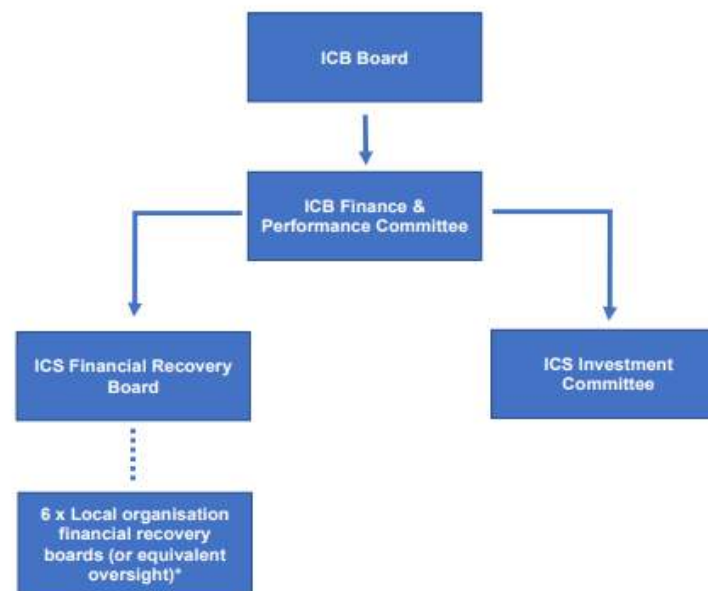 ICB Board
ICB Finance &
Performance Committee
ICS Financial Recovery
Board
ICS Investment
Committee
6 x Local organisation
financial recovery
boards (or equivalent
oversight)*